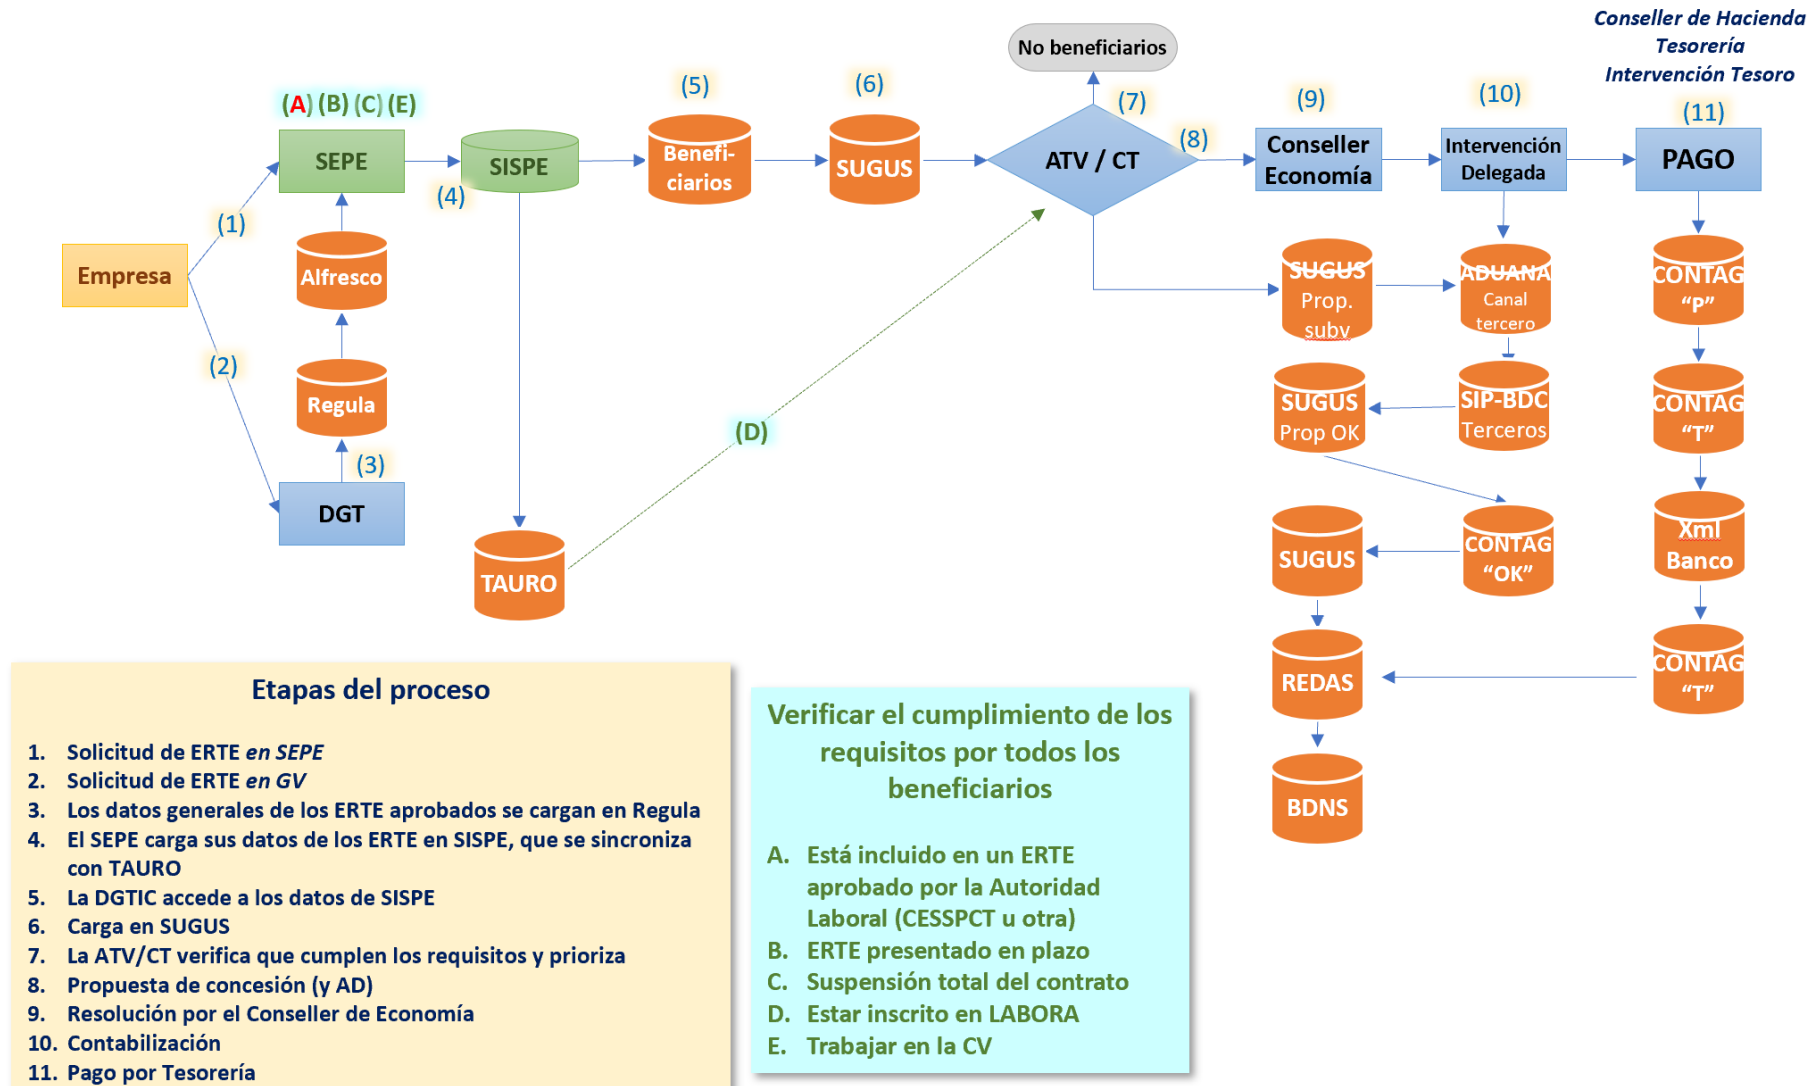 Conseller de Hacienda
Tesorería
Intervención Tesoro
No beneficiarios
(A) (B) (C) (E)
(5)
(6)
(7)
(9)
(10)
(11)
SEPE
SISPE
(4)
Benefi-
ciarios
SUGUS
ATV / CT
(8)
Conseller
Economía
Intervención
Delegada
PAGO
(1)
Empresa
Alfresco
(2)
Regula
(3)
DGT
TAURO
(D)
SUGUS
Prop.
subv
ADUANA
Canal
tercero
CONTAG
“P”
SUGUS
Prop OK
SIP-BDC
Terceros
CONTAG
“T”
SUGUS
CONTAG
“OK”
Xml
Banco
REDAS
CONTAG
“T”
BDNS
Etapas del proceso
1. Solicitud de ERTE en SEPE
2. Solicitud de ERTE en GV
3. Los datos generales de los ERTE aprobados se cargan en Regula
4. El SEPE carga sus datos de los ERTE en SISPE, que se sincroniza
con TAURO
5. La DGTIC accede a los datos de SISPE
6. Carga en SUGUS
7. La ATV/CT verifica que cumplen los requisitos y prioriza
8. Propuesta de concesión (y AD)
9. Resolución por el Conseller de Economía
10. Contabilización
11. Pago por Tesorería
Verificar el cumplimiento de los
requisitos por todos los
beneficiarios
A. Está incluido en un ERTE
aprobado por la Autoridad
Laboral (CESSPCT u otra)
B. ERTE presentado en plazo
C. Suspensión total del contrato
D. Estar inscrito en LABORA
E. Trabajar en la CV